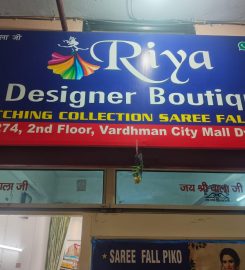 ला जी
Riya
Designer Boutiq
TCHING COLLECTION SAREE FAL
274, 2nd Floor, Vardhman City Mall D
जय श्री बाला जी
* SAREE FALL PIKO